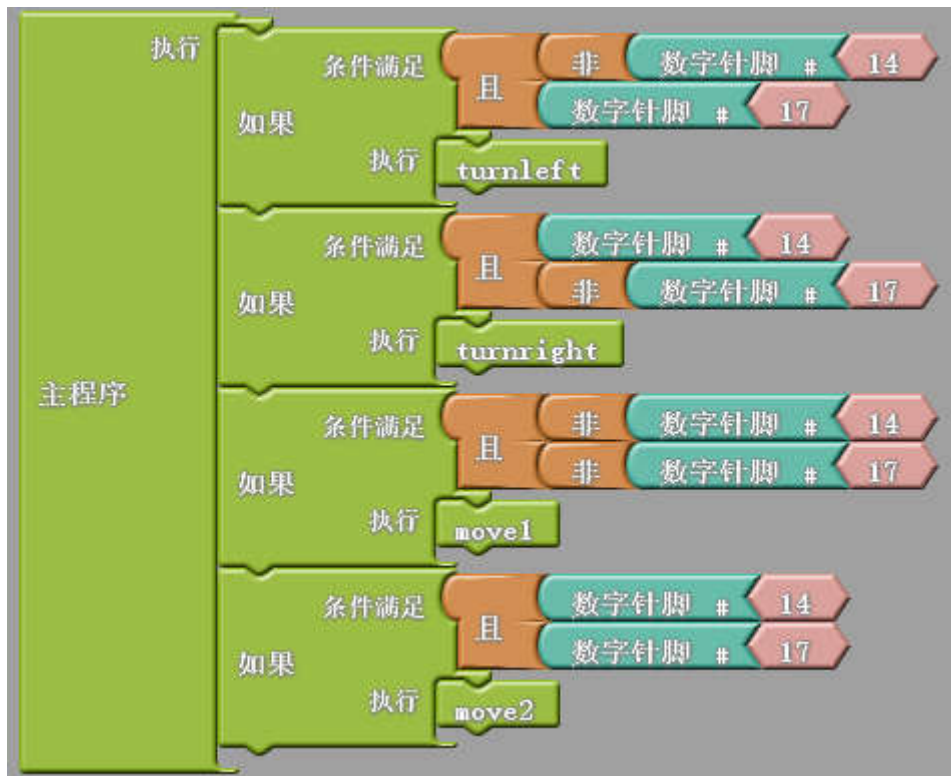 执行
条件满足 且 非 数字针脚 # 14
数字针脚 # 17
如果
执行 turnleft
条件满足 且 数字针脚 # 14
非 数字针脚 # 17
如果
执行 turnright
主程序
条件满足 且 非 数字针脚 # 14
非 数字针脚 # 17
如果
执行 move1
条件满足 且 数字针脚 # 14
数字针脚 # 17
如果
执行 move2